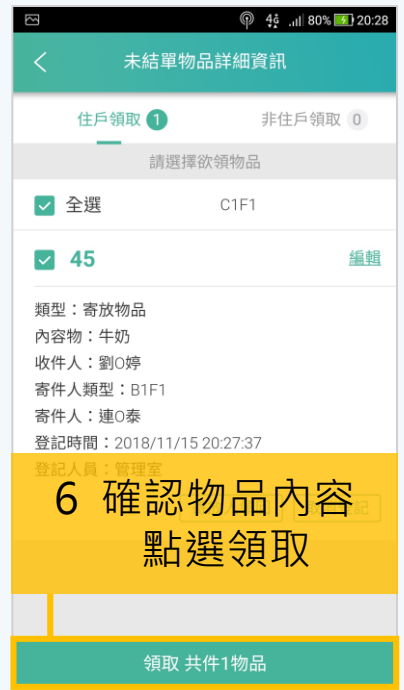 80% 20:28
未結單物品詳細資訊
住戶領取 1
非住戶領取 0
請選擇欲領物品
全選 C1F1
45 編輯
類型：寄放物品
內容物：牛奶
收件人：劉O婷
寄件人類型：B1F1
寄件人：連O泰
登記時間：2018/11/15 20:27:37
登記人員：管理室
6 確認物品內容
點選領取
領取 共件1物品